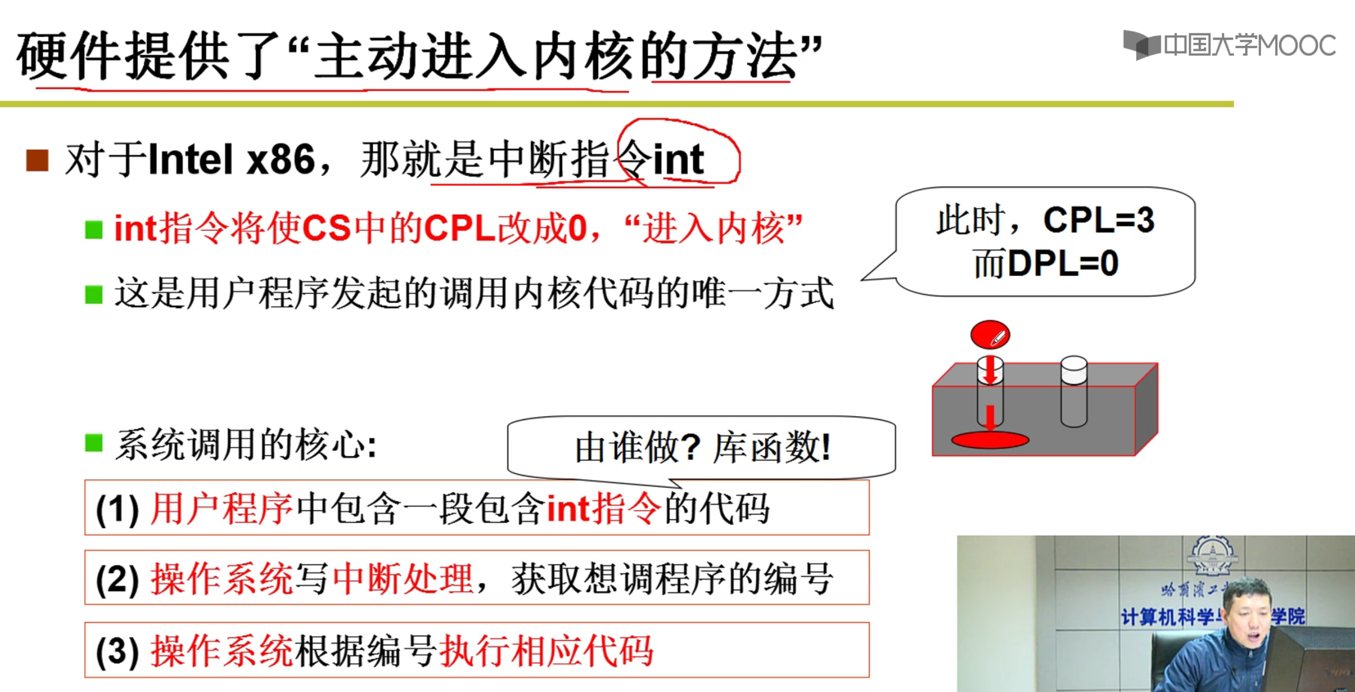 硬件提供了“主动进入内核的方法”
中国大学MOOC
对于Intel x86，那就是中断指令int
int指令将使CS中的CPL改成0，“进入内核”
此时，CPL=3
而DPL=0
这是用户程序发起的调用内核代码的唯一方式
系统调用的核心:
由谁做? 库函数!
(1) 用户程序中包含一段包含int指令的代码
(2) 操作系统写中断处理，获取想调程序的编号
(3) 操作系统根据编号执行相应代码
哈尔滨工
计算机科学与
学院